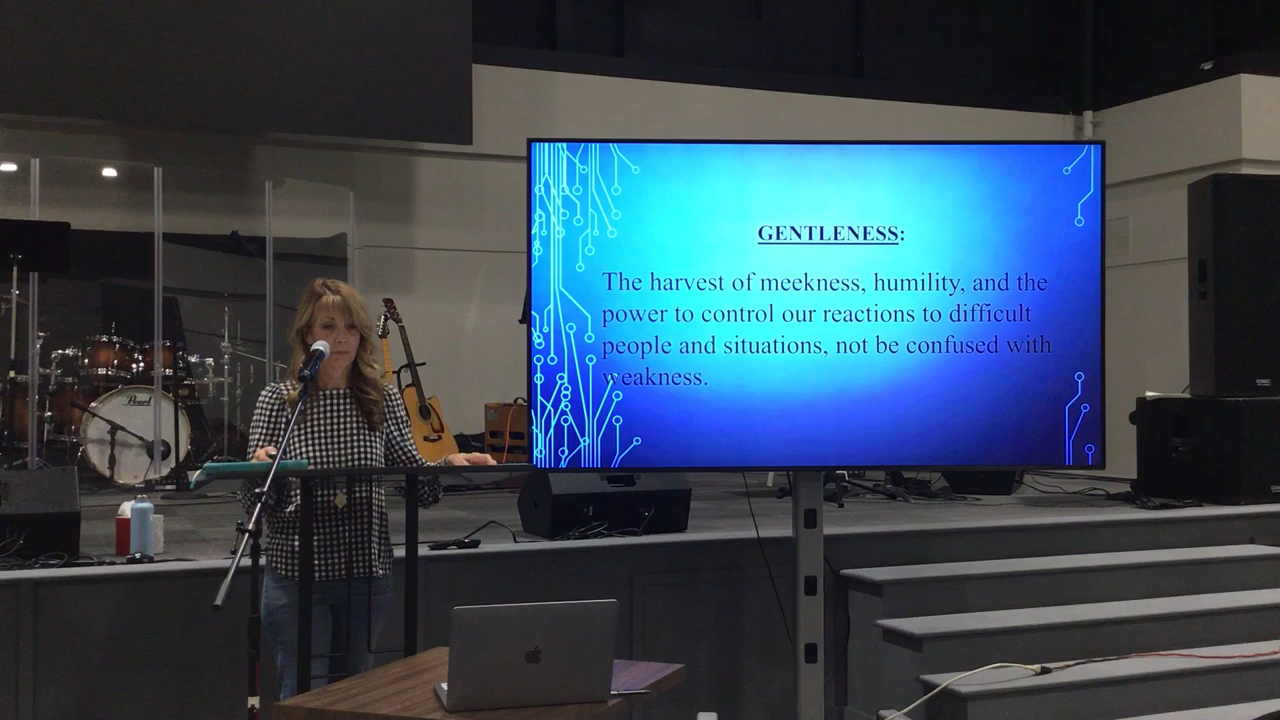 GENTLENESS:
The harvest of meekness, humility, and the
power to control our reactions to difficult
people and situations, not be confused with
weakness.
Pearl